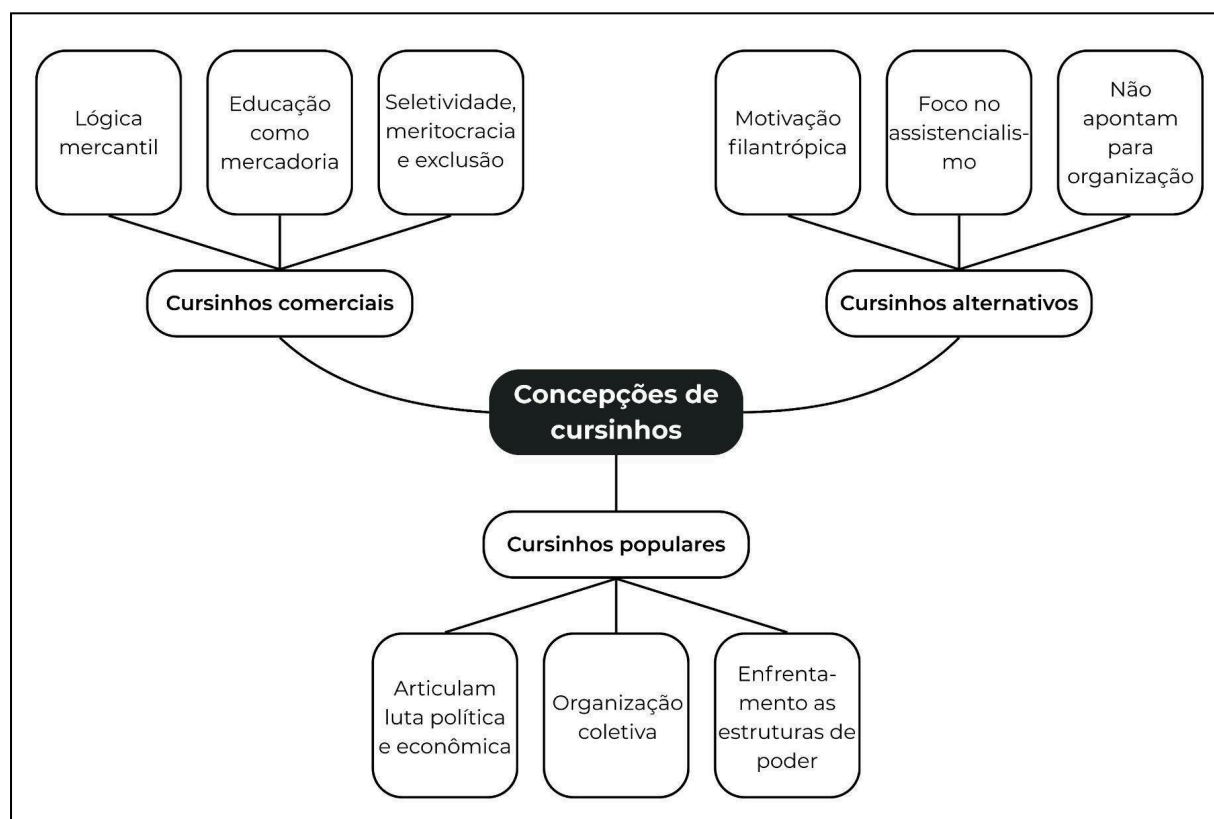 Lógica
mercantil
Educação
como
mercadoria
Seletividade,
meritocracia
e exclusão
Motivação
filantrópica
Foco no
assistencialis-
mo
Não
apontam
para
organização
Cursinhos comerciais
Cursinhos alternativos
Concepções de
cursinhos
Cursinhos populares
Articulam
luta política
e econômica
Organização
coletiva
Enfrenta-
mento as
estruturas de
poder